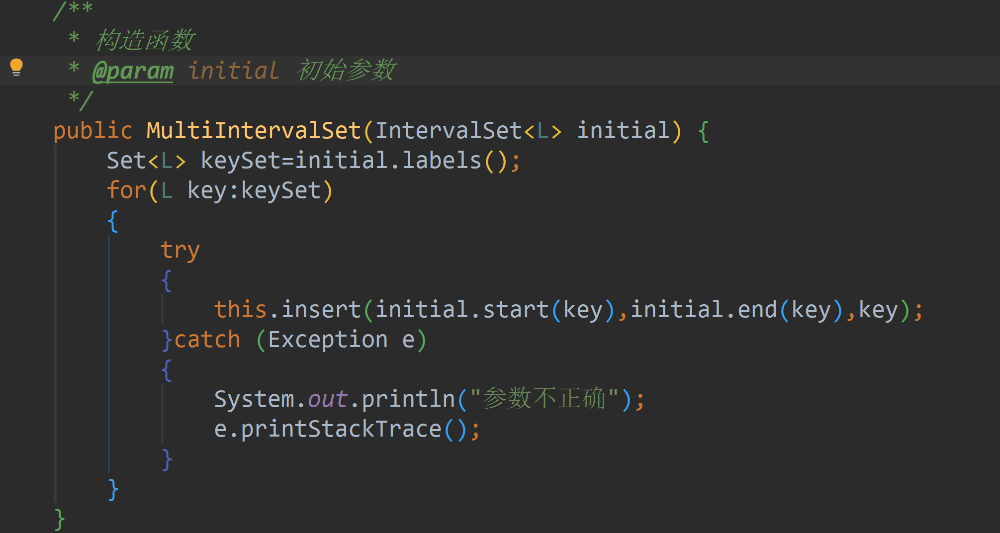 /**
 * 构造函数
 * @param initial 初始参数
 */
public MultiIntervalSet(IntervalSet<L> initial) {
    Set<L> keySet=initial.labels();
    for(L key:keySet)
    {
        try
        {
            this.insert(initial.start(key),initial.end(key),key);
        }catch (Exception e)
        {
            System.out.println("参数不正确");
            e.printStackTrace();
        }
    }
}